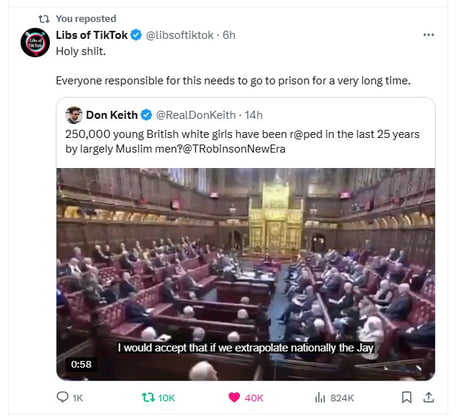 You reposted
Libs of TikTok @libsoftiktok · 6h
Holy shlit.
Everyone responsible for this needs to go to prison for a very long time.
Don Keith @RealDonKeith · 14h
250,000 young British white girls have been r@ped in the last 25 years
by largely Muslim men⁉@TRobinsonNewEra
I would accept that if we extrapolate nationally the Jay
0:58
1K 10K 40K 824K